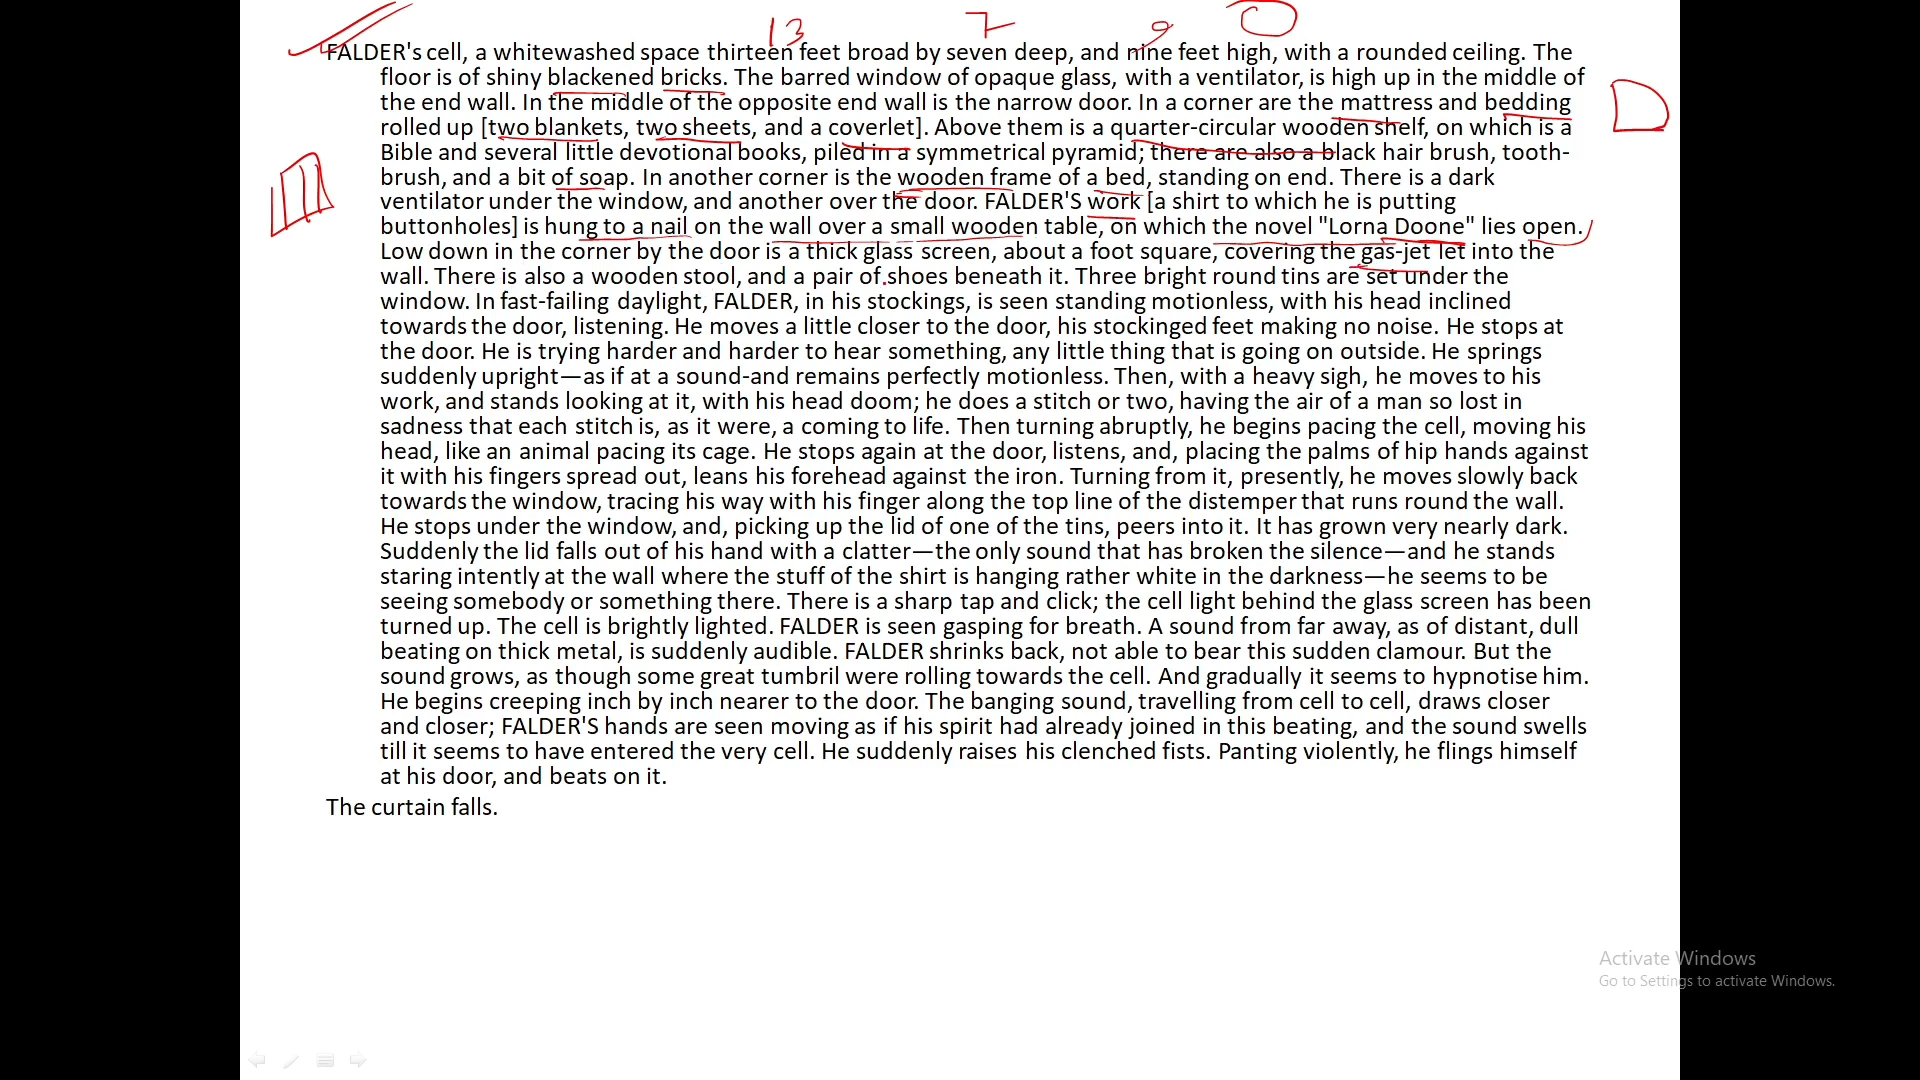 13 7 9
FALDER's cell, a whitewashed space thirteen feet broad by seven deep, and nine feet high, with a rounded ceiling. The
floor is of shiny blackened bricks. The barred window of opaque glass, with a ventilator, is high up in the middle of
the end wall. In the middle of the opposite end wall is the narrow door. In a corner are the mattress and bedding
rolled up [two blankets, two sheets, and a coverlet]. Above them is a quarter-circular wooden shelf, on which is a
Bible and several little devotional books, piled in a symmetrical pyramid; there are also a black hair brush, tooth-
brush, and a bit of soap. In another corner is the wooden frame of a bed, standing on end. There is a dark
ventilator under the window, and another over the door. FALDER'S work [a shirt to which he is putting
buttonholes] is hung to a nail on the wall over a small wooden table, on which the novel "Lorna Doone" lies open.
Low down in the corner by the door is a thick glass screen, about a foot square, covering the gas-jet let into the
wall. There is also a wooden stool, and a pair of shoes beneath it. Three bright round tins are set under the
window. In fast-failing daylight, FALDER, in his stockings, is seen standing motionless, with his head inclined
towards the door, listening. He moves a little closer to the door, his stockinged feet making no noise. He stops at
the door. He is trying harder and harder to hear something, any little thing that is going on outside. He springs
suddenly upright—as if at a sound-and remains perfectly motionless. Then, with a heavy sigh, he moves to his
work, and stands looking at it, with his head doom; he does a stitch or two, having the air of a man so lost in
sadness that each stitch is, as it were, a coming to life. Then turning abruptly, he begins pacing the cell, moving his
head, like an animal pacing its cage. He stops again at the door, listens, and, placing the palms of hip hands against
it with his fingers spread out, leans his forehead against the iron. Turning from it, presently, he moves slowly back
towards the window, tracing his way with his finger along the top line of the distemper that runs round the wall.
He stops under the window, and, picking up the lid of one of the tins, peers into it. It has grown very nearly dark.
Suddenly the lid falls out of his hand with a clatter—the only sound that has broken the silence—and he stands
staring intently at the wall where the stuff of the shirt is hanging rather white in the darkness—he seems to be
seeing somebody or something there. There is a sharp tap and click; the cell light behind the glass screen has been
turned up. The cell is brightly lighted. FALDER is seen gasping for breath. A sound from far away, as of distant, dull
beating on thick metal, is suddenly audible. FALDER shrinks back, not able to bear this sudden clamour. But the
sound grows, as though some great tumbril were rolling towards the cell. And gradually it seems to hypnotise him.
He begins creeping inch by inch nearer to the door. The banging sound, travelling from cell to cell, draws closer
and closer; FALDER'S hands are seen moving as if his spirit had already joined in this beating, and the sound swells
till it seems to have entered the very cell. He suddenly raises his clenched fists. Panting violently, he flings himself
at his door, and beats on it.
The curtain falls.
Activate Windows
Go to Settings to activate Windows.